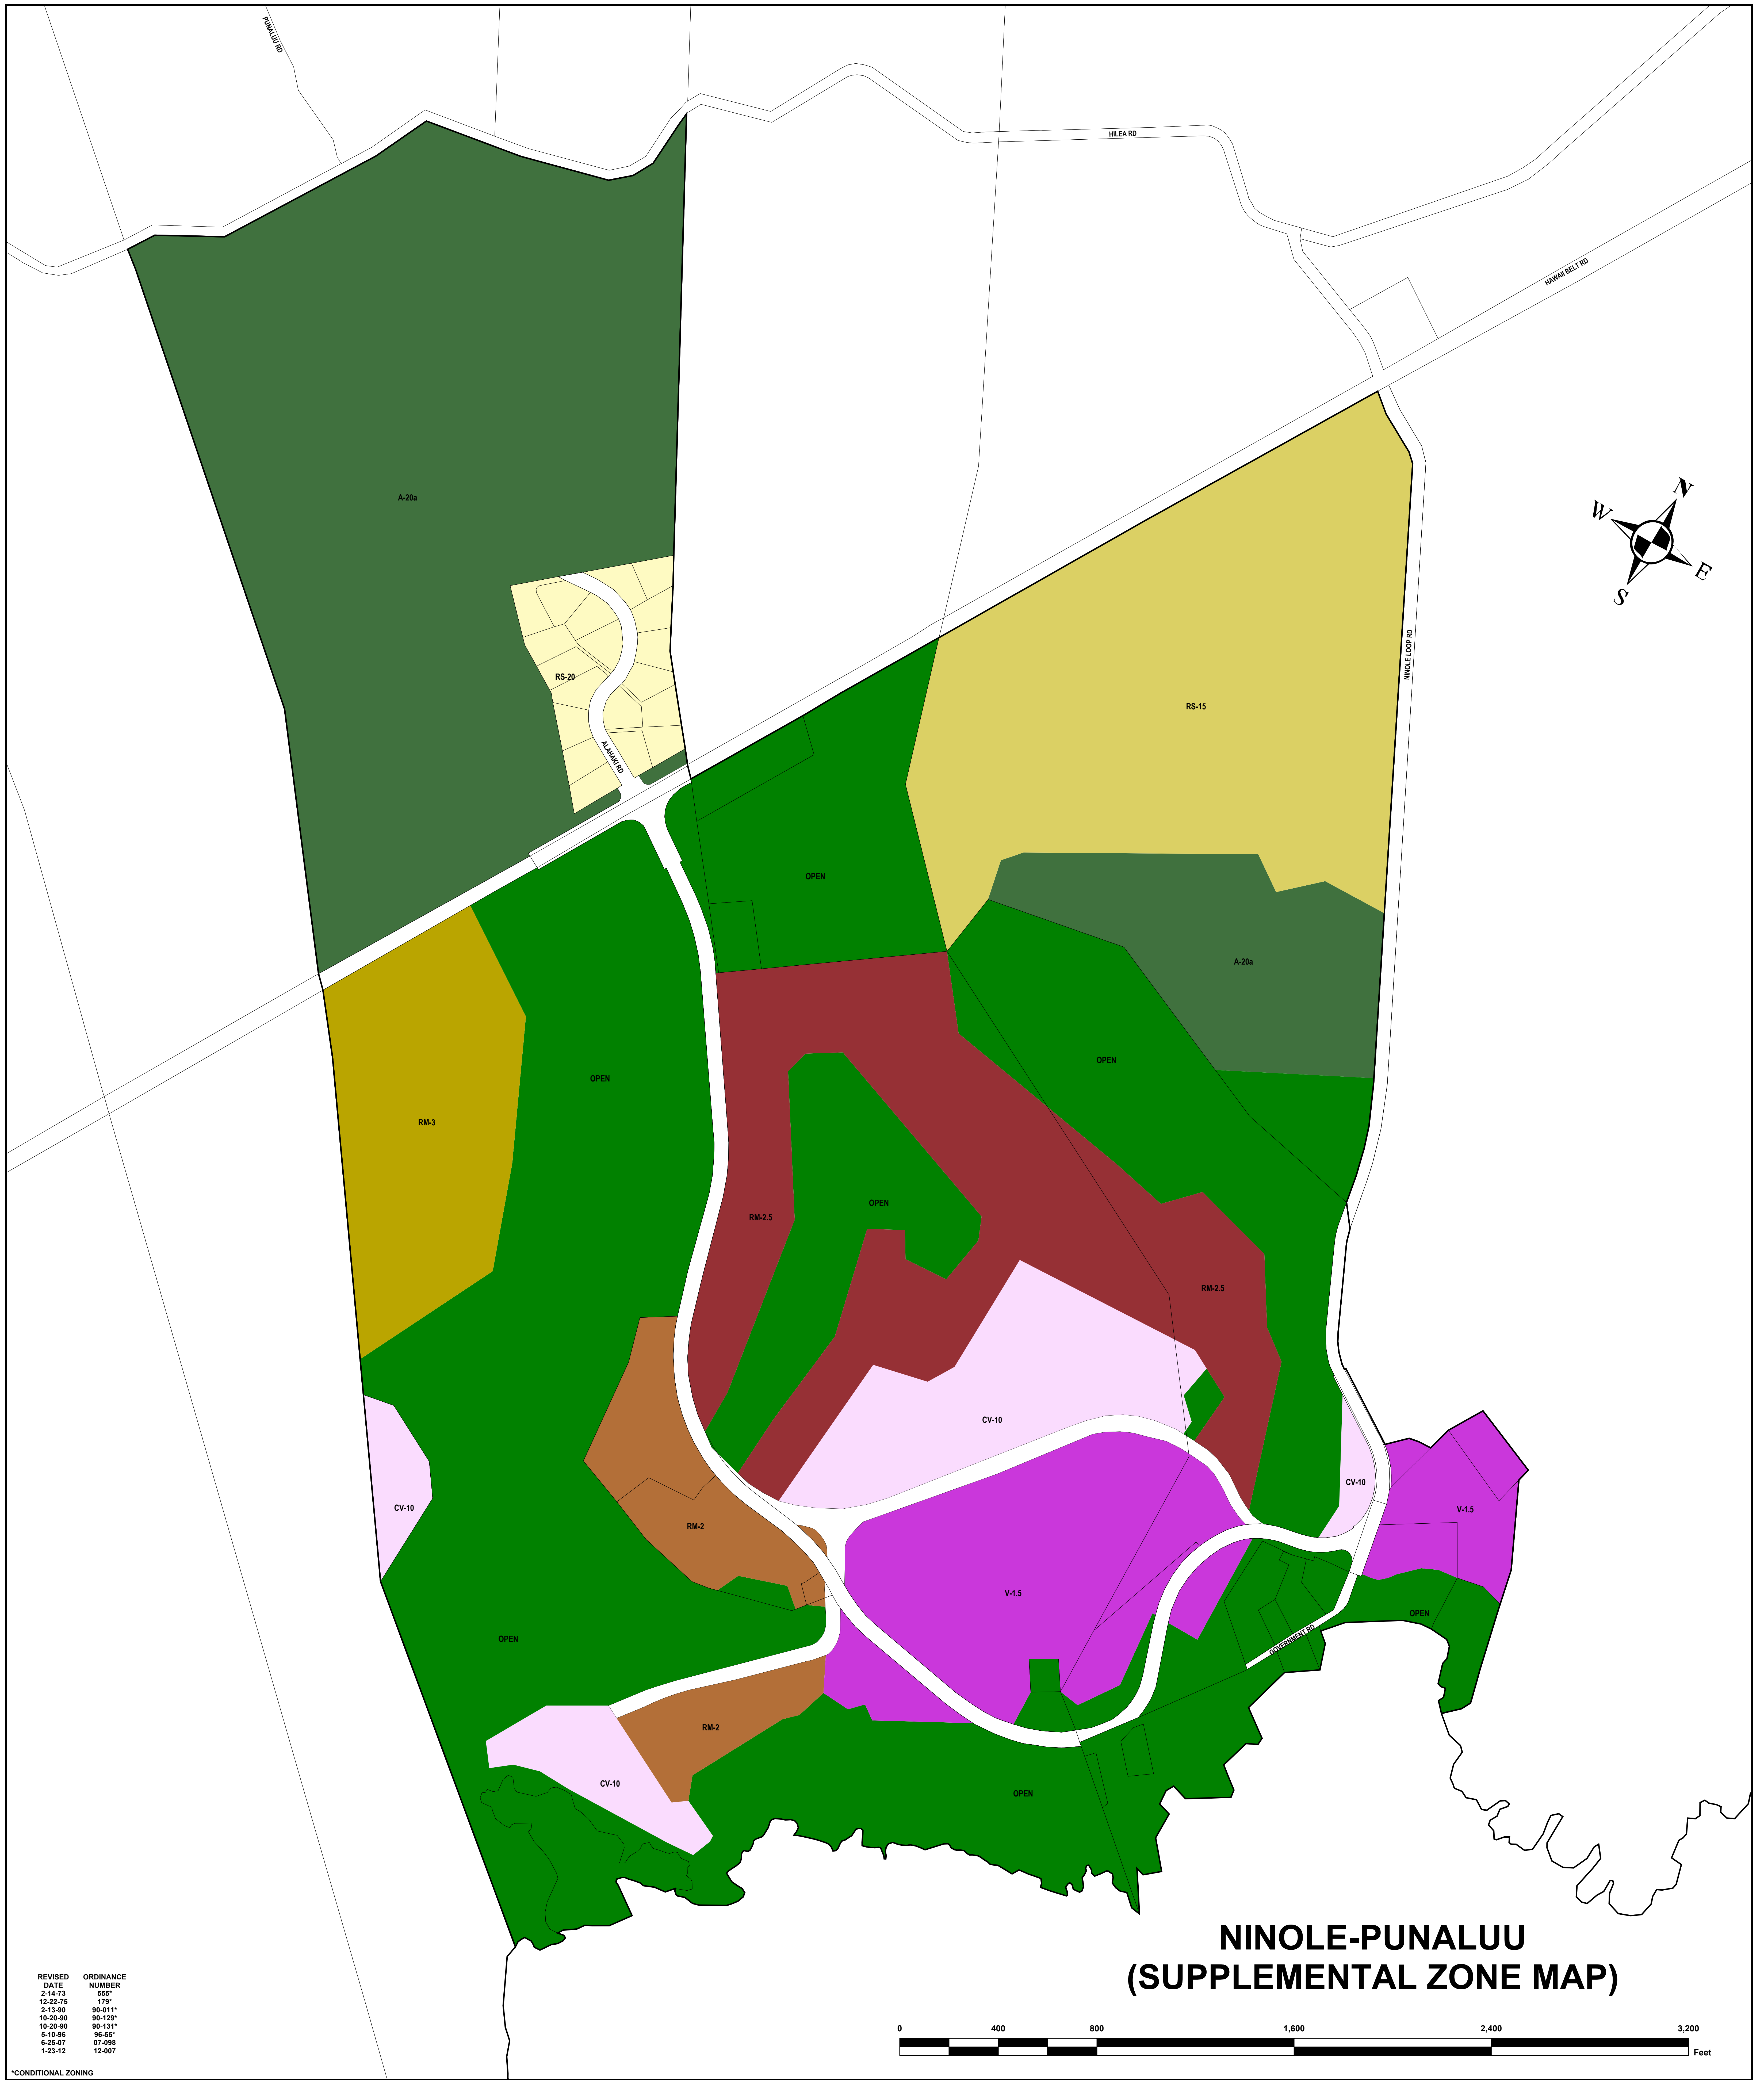 PUNALUU RD
HILEA RD
HAWAII BELT RD
A-20a
N
W
E
S
NINOLE LOOP RD
RS-20
RS-15
ALAHAKI RD
OPEN
A-20a
OPEN
OPEN
RM-3
OPEN
RM-2.5
RM-2.5
CV-10
CV-10
CV-10
V-1.5
RM-2
V-1.5
OPEN
OPEN
GOVERNMENT RD
RM-2
CV-10
OPEN
NINOLE-PUNALUU
(SUPPLEMENTAL ZONE MAP)
REVISED ORDINANCE
DATE NUMBER
2-14-73 555*
12-22-75 179*
2-13-90 90-011*
10-20-90 90-129*
10-20-90 90-131*
5-10-96 96-55*
6-25-07 07-098
1-23-12 12-007
0 400 800 1,600 2,400 3,200
Feet
*CONDITIONAL ZONING